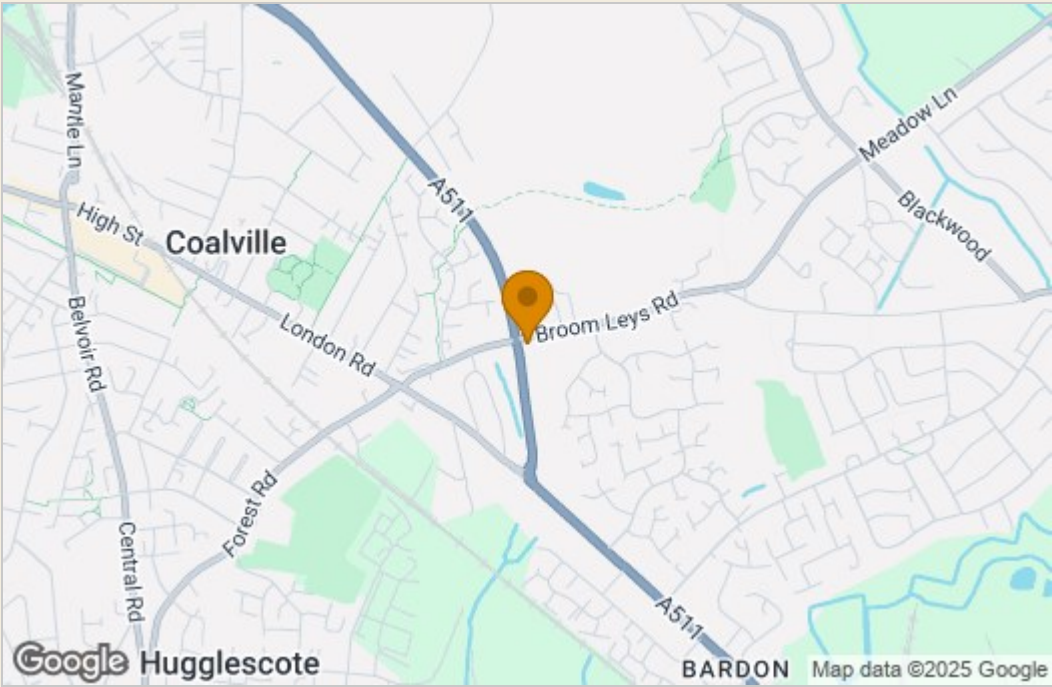 Mantle Ln
High St
Coalville
A511
Meadow Ln
Blackwood
Broom Leys Rd
London Rd
Belvoir Rd
Forest Rd
Central Rd
A511
Google
Hugglescote
BARDON
Map data ©2025 Google